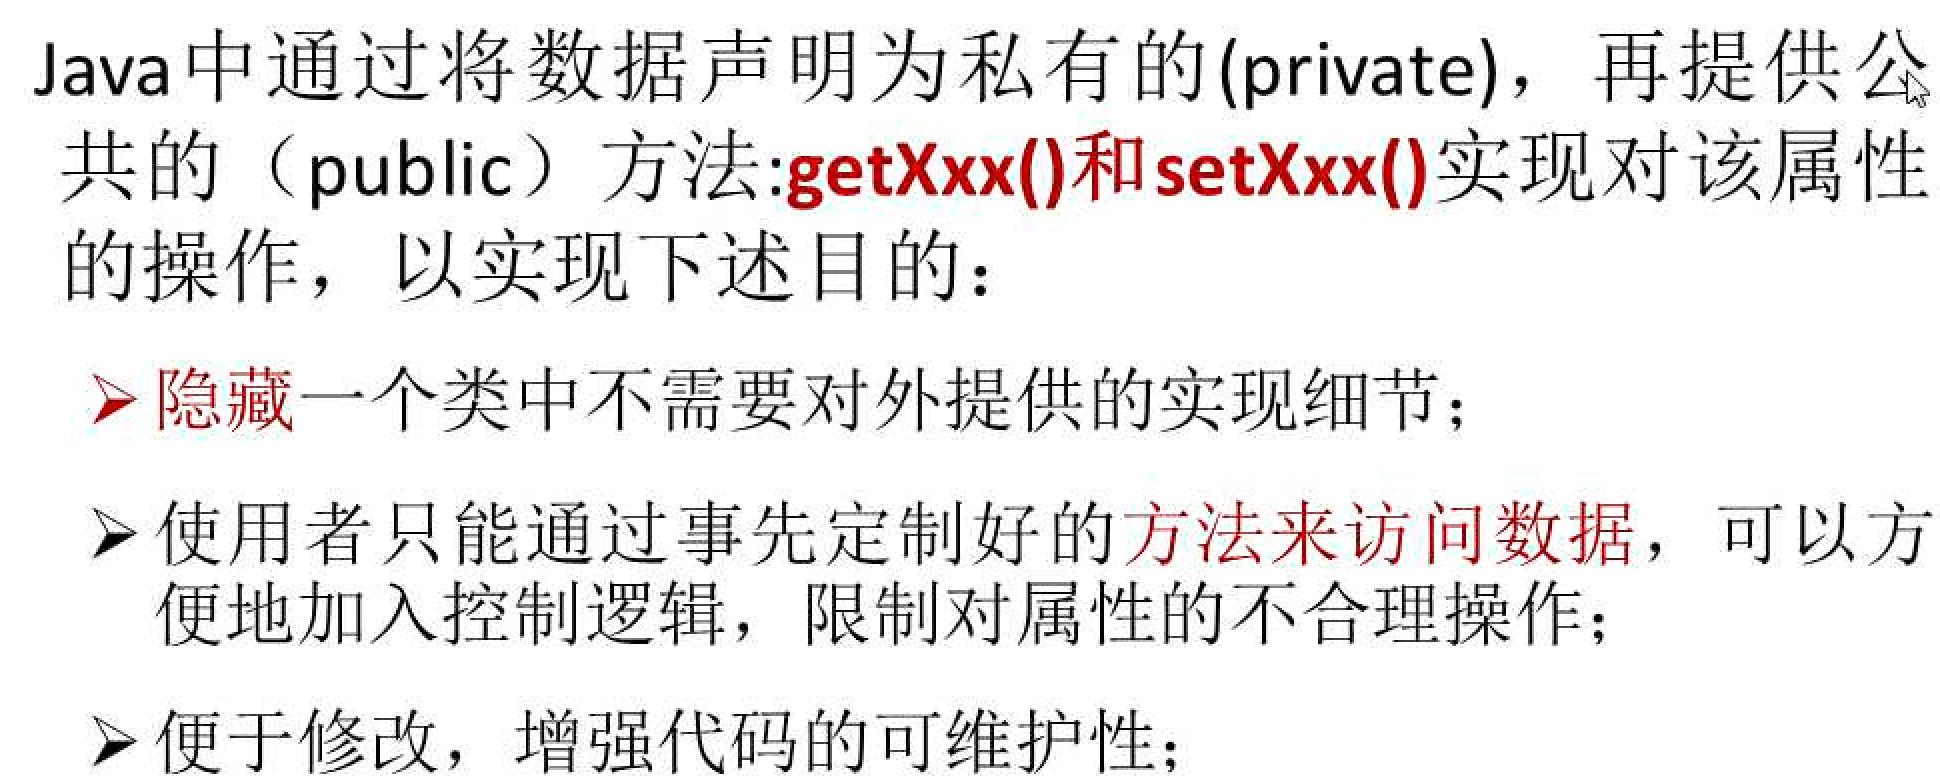 Java中通过将数据声明为私有的(private)，再提供公
共的（public）方法:getXxx()和setXxx()实现对该属性
的操作，以实现下述目的：
隐藏一个类中不需要对外提供的实现细节；
使用者只能通过事先定制好的方法来访问数据，可以方
便地加入控制逻辑，限制对属性的不合理操作；
便于修改，增强代码的可维护性；